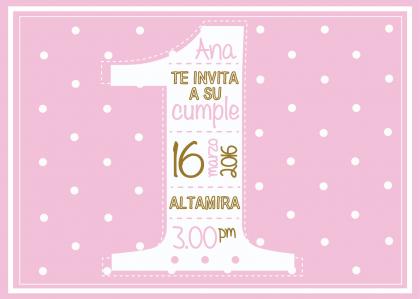 Ana
TE INVITA
A SU
cumple
16 marzo 2016
ALTAMIRA
3.00 pm